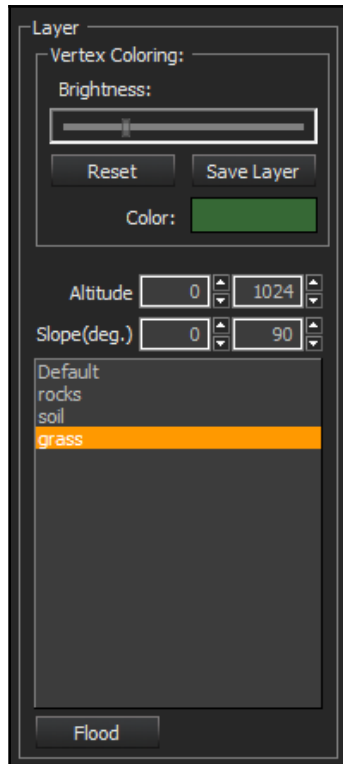 Layer
Vertex Coloring:
Brightness:
Reset Save Layer
Color:
Altitude 0 1024
Slope(deg.) 0 90
Default
rocks
soil
grass
Flood